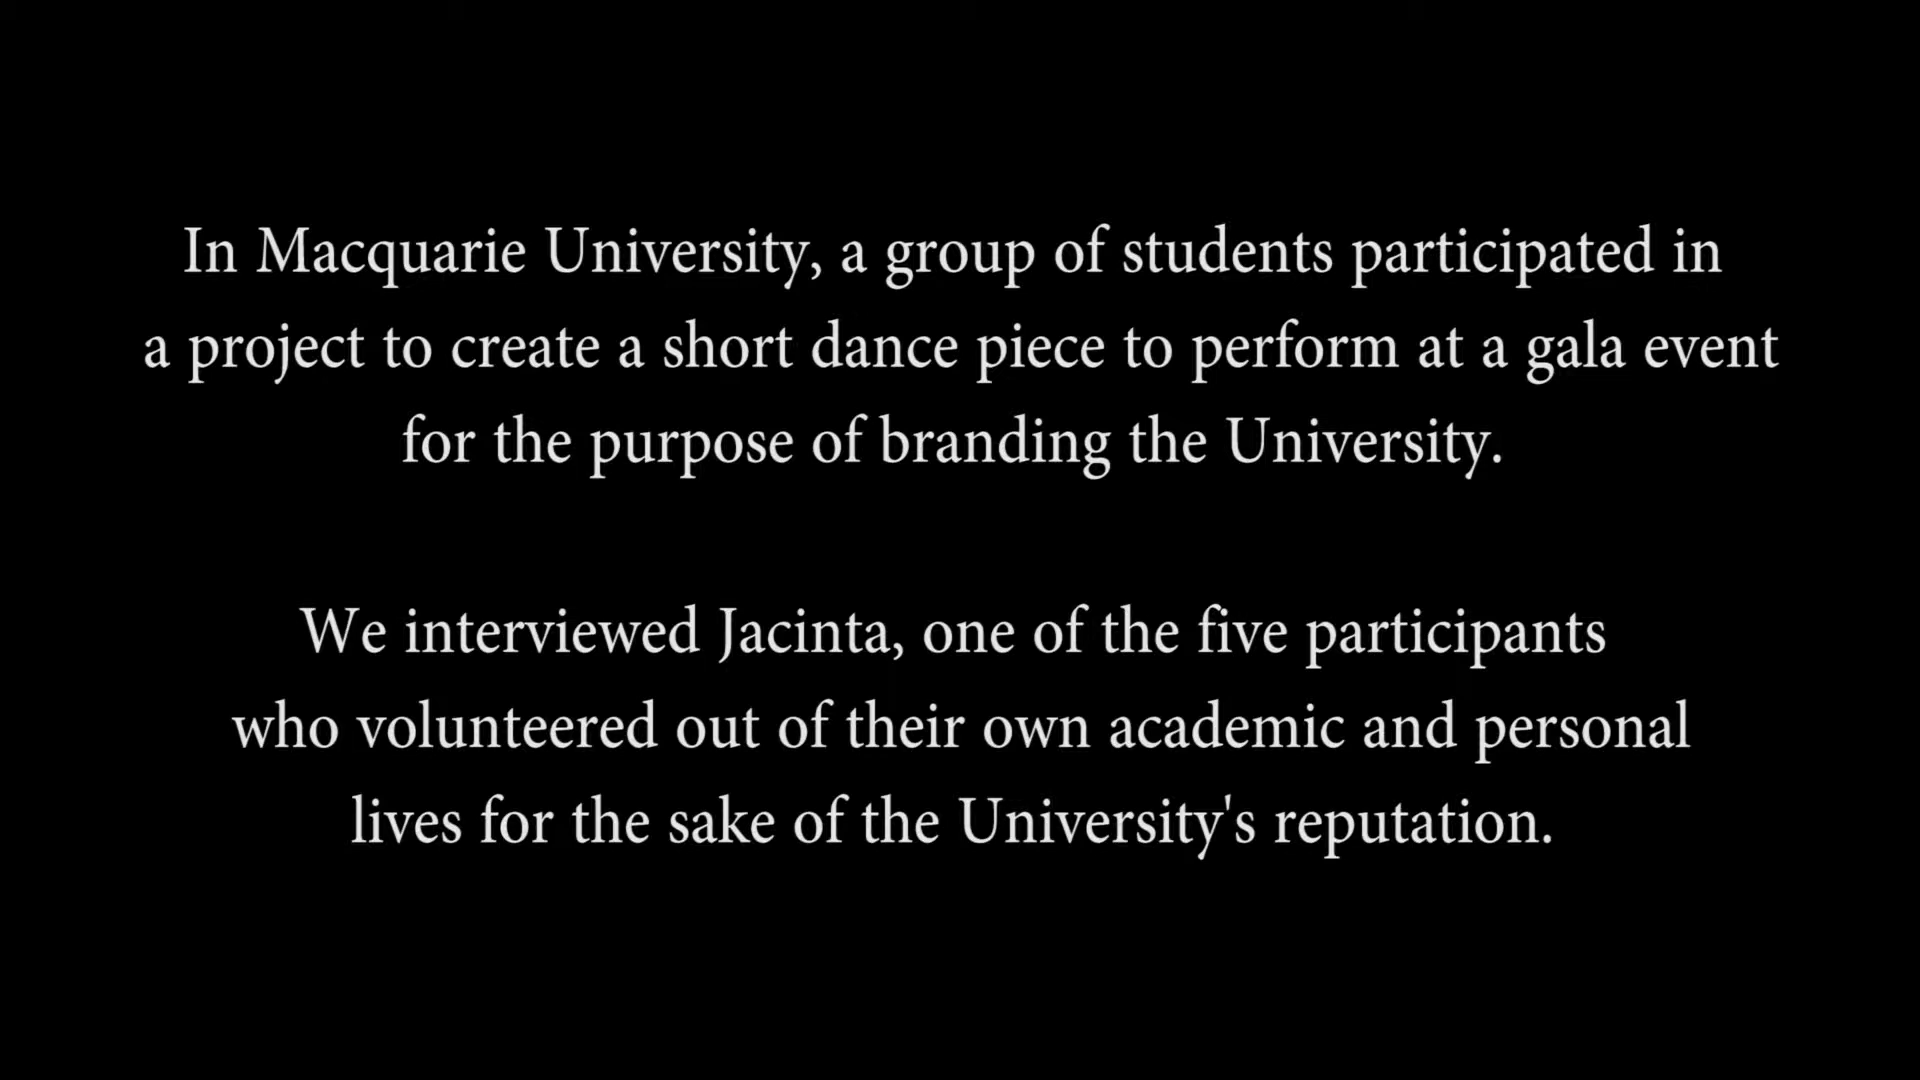 In Macquarie University, a group of students participated in
a project to create a short dance piece to perform at a gala event
for the purpose of branding the University.
We interviewed Jacinta, one of the five participants
who volunteered out of their own academic and personal
lives for the sake of the University's reputation.